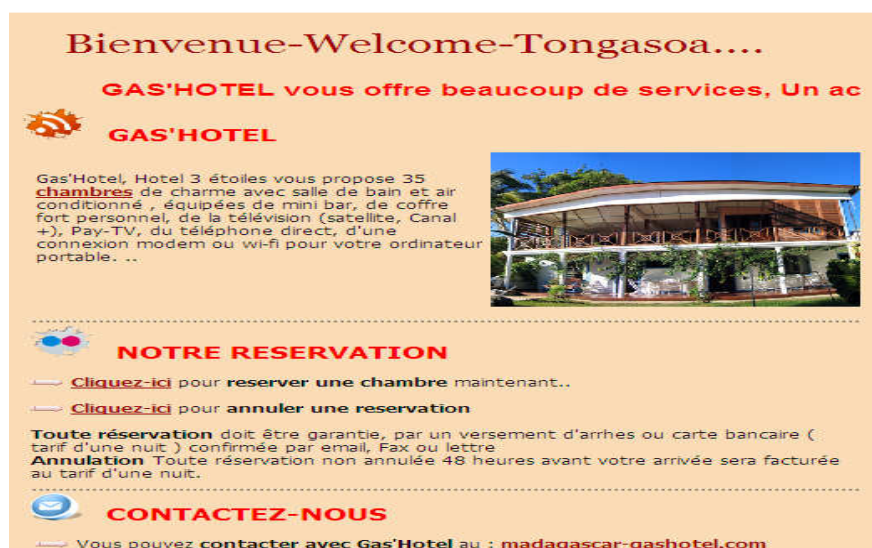 Bienvenue-Welcome-Tongasoa....
GAS'HOTEL vous offre beaucoup de services, Un ac
GAS'HOTEL
Gas'Hotel, Hotel 3 étoiles vous propose 35
chambres de charme avec salle de bain et air
conditionné , équipées de mini bar, de coffre
fort personnel, de la télévision (satellite, Canal
+), Pay-TV, du téléphone direct, d'une
connexion modem ou wi-fi pour votre ordinateur
portable. ..
NOTRE RESERVATION
Cliquez-ici pour reserver une chambre maintenant..
Cliquez-ici pour annuler une reservation
Toute réservation doit être garantie, par un versement d'arrhes ou carte bancaire (
tarif d'une nuit ) confirmée par email, Fax ou lettre
Annulation Toute réservation non annulée 48 heures avant votre arrivée sera facturée
au tarif d'une nuit.
CONTACTEZ-NOUS
Vous pouvez contacter avec Gas'Hotel au : madagascar-gashotel.com